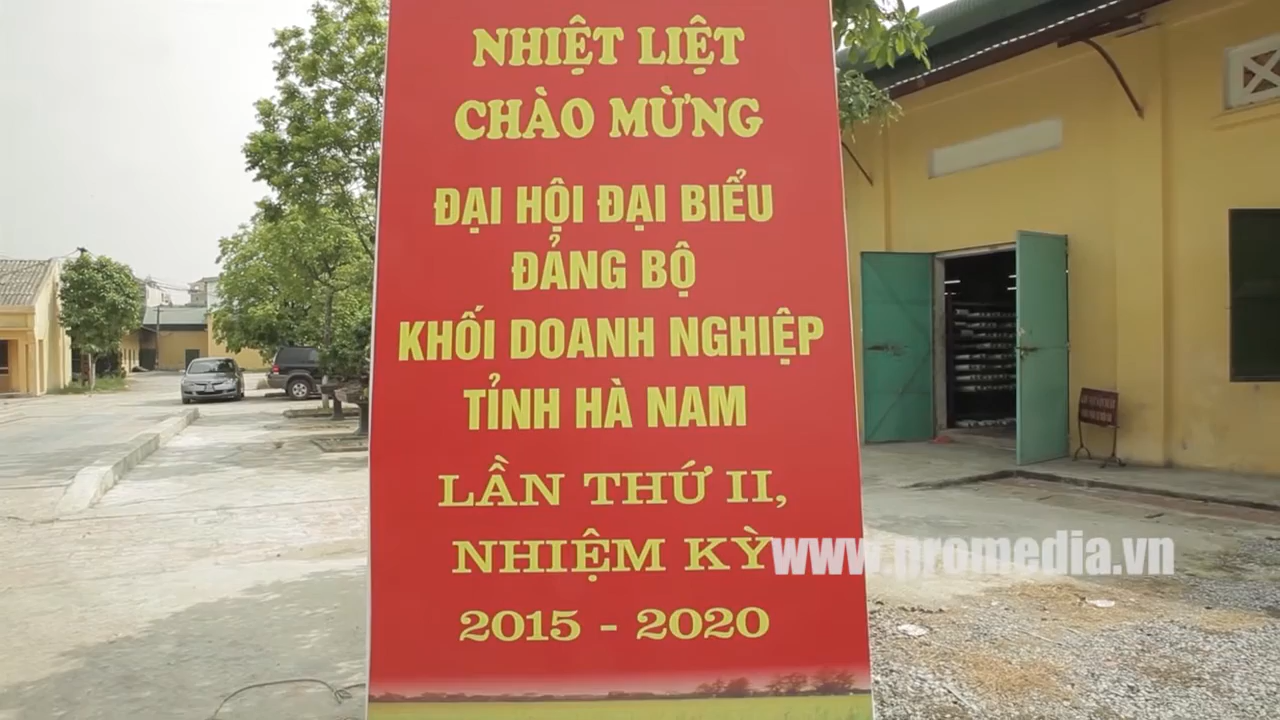 NHIỆT LIỆT
CHÀO MỪNG
ĐẠI HỘI ĐẠI BIỂU
ĐẢNG BỘ
KHỐI DOANH NGHIỆP
TỈNH HÀ NAM
LẦN THỨ II,
NHIỆM KỲ
2015 - 2020
www.promedia.vn